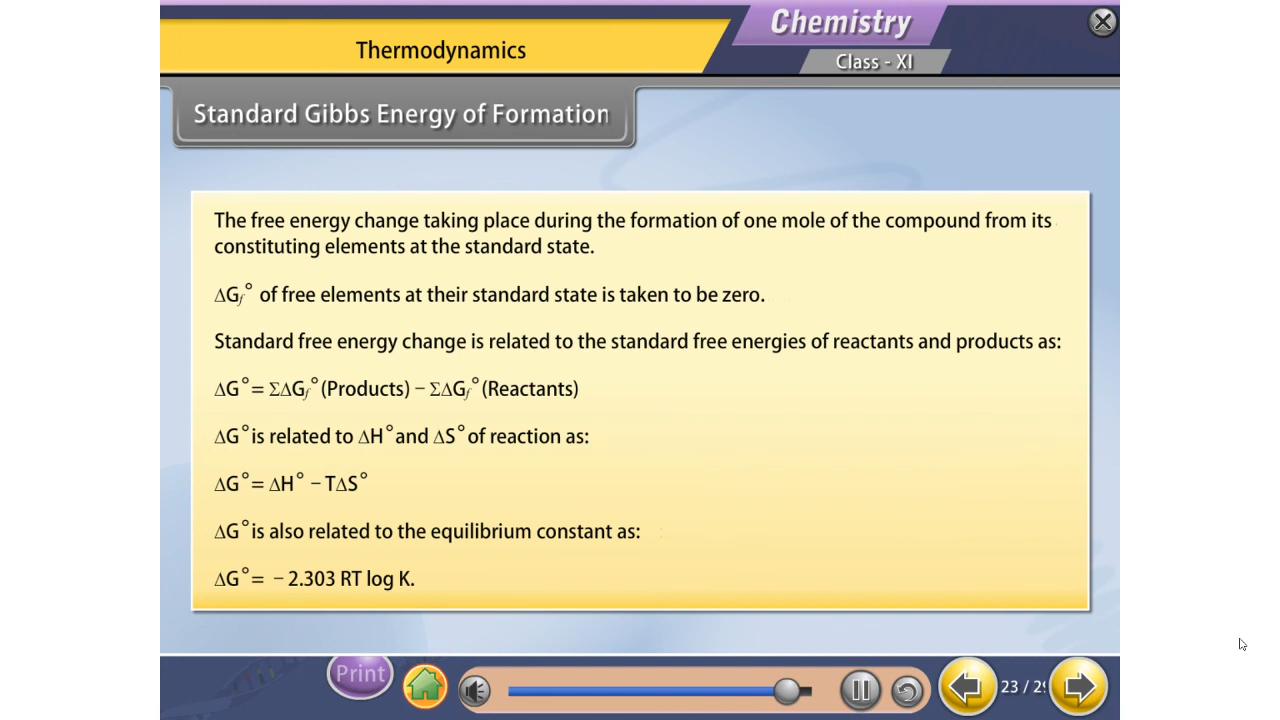 Chemistry
Thermodynamics
Class - XI
Standard Gibbs Energy of Formation
The free energy change taking place during the formation of one mole of the compound from its
constituting elements at the standard state.
ΔGf° of free elements at their standard state is taken to be zero.
Standard free energy change is related to the standard free energies of reactants and products as:
ΔG°= ΣΔGf°(Products) – ΣΔGf°(Reactants)
ΔG°is related to ΔH°and ΔS°of reaction as:
ΔG°= ΔH° – TΔS°
ΔG°is also related to the equilibrium constant as:
ΔG°= – 2.303 RT log K.
Print
23 /